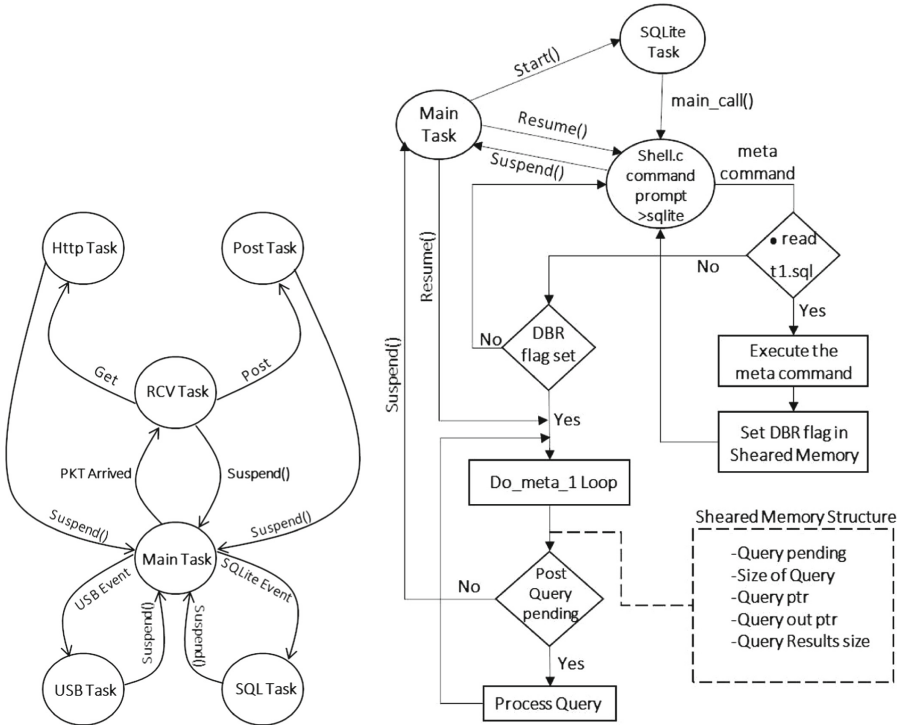 Http Task
Post Task
Get
Post
RCV Task
PKT Arrived
Suspend()
Suspend()
Suspend()
Main Task
USB Event
SQLite Event
Suspend()
Suspend()
USB Task
SQL Task
SQLite
Task
Start()
main_call()
Main
Task
Resume()
Suspend()
Shell.c
command
prompt
>sqlite
meta
command
• read
t1.sql
No
Yes
Resume()
Suspend()
DBR
flag set
No
Yes
Execute the
meta command
Set DBR flag in
Sheared Memory
Do_meta_1 Loop
Post
Query
pending
No
Yes
Process Query
Sheared Memory Structure
-Query pending
-Size of Query
-Query ptr
-Query out ptr
-Query Results size